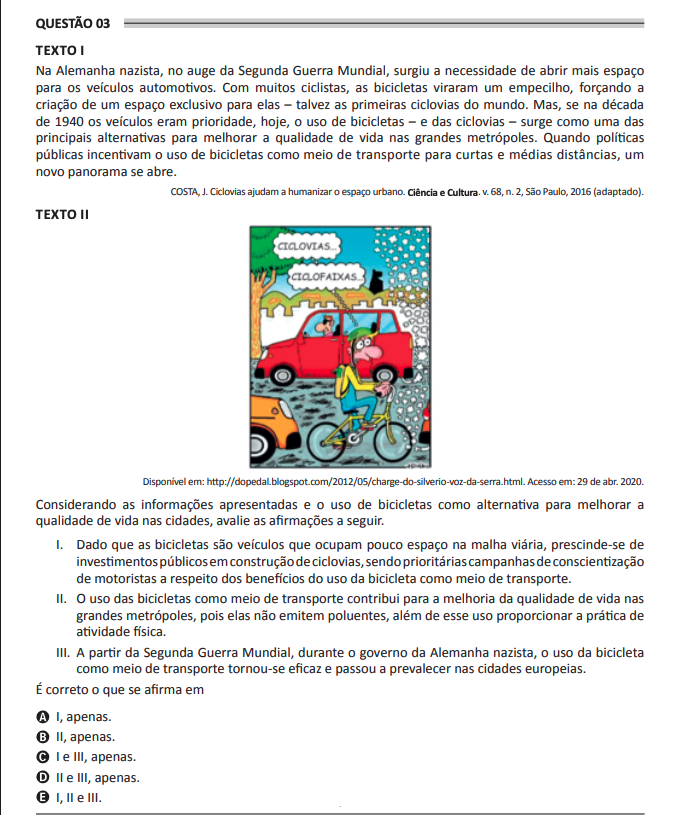 QUESTÃO 03
TEXTO I
Na Alemanha nazista, no auge da Segunda Guerra Mundial, surgiu a necessidade de abrir mais espaço
para os veículos automotivos. Com muitos ciclistas, as bicicletas viraram um empecilho, forçando a
criação de um espaço exclusivo para elas – talvez as primeiras ciclovias do mundo. Mas, se na década
de 1940 os veículos eram prioridade, hoje, o uso de bicicletas – e das ciclovias – surge como uma das
principais alternativas para melhorar a qualidade de vida nas grandes metrópoles. Quando políticas
públicas incentivam o uso de bicicletas como meio de transporte para curtas e médias distâncias, um
novo panorama se abre.
COSTA, J. Ciclovias ajudam a humanizar o espaço urbano. Ciência e Cultura. v. 68, n. 2, São Paulo, 2016 (adaptado).
TEXTO II
CICLOVIAS...
CICLOFAIXAS...
Disponível em: http://dopedal.blogspot.com/2012/05/charge-do-silverio-voz-da-serra.html. Acesso em: 29 de abr. 2020.
Considerando as informações apresentadas e o uso de bicicletas como alternativa para melhorar a
qualidade de vida nas cidades, avalie as afirmações a seguir.
I. Dado que as bicicletas são veículos que ocupam pouco espaço na malha viária, prescinde-se de
investimentos públicos em construção de ciclovias, sendo prioritárias campanhas de conscientização
de motoristas a respeito dos benefícios do uso da bicicleta como meio de transporte.
II. O uso das bicicletas como meio de transporte contribui para a melhoria da qualidade de vida nas
grandes metrópoles, pois elas não emitem poluentes, além de esse uso proporcionar a prática de
atividade física.
III. A partir da Segunda Guerra Mundial, durante o governo da Alemanha nazista, o uso da bicicleta
como meio de transporte tornou-se eficaz e passou a prevalecer nas cidades europeias.
É correto o que se afirma em
A I, apenas.
B II, apenas.
C I e III, apenas.
D II e III, apenas.
E I, II e III.